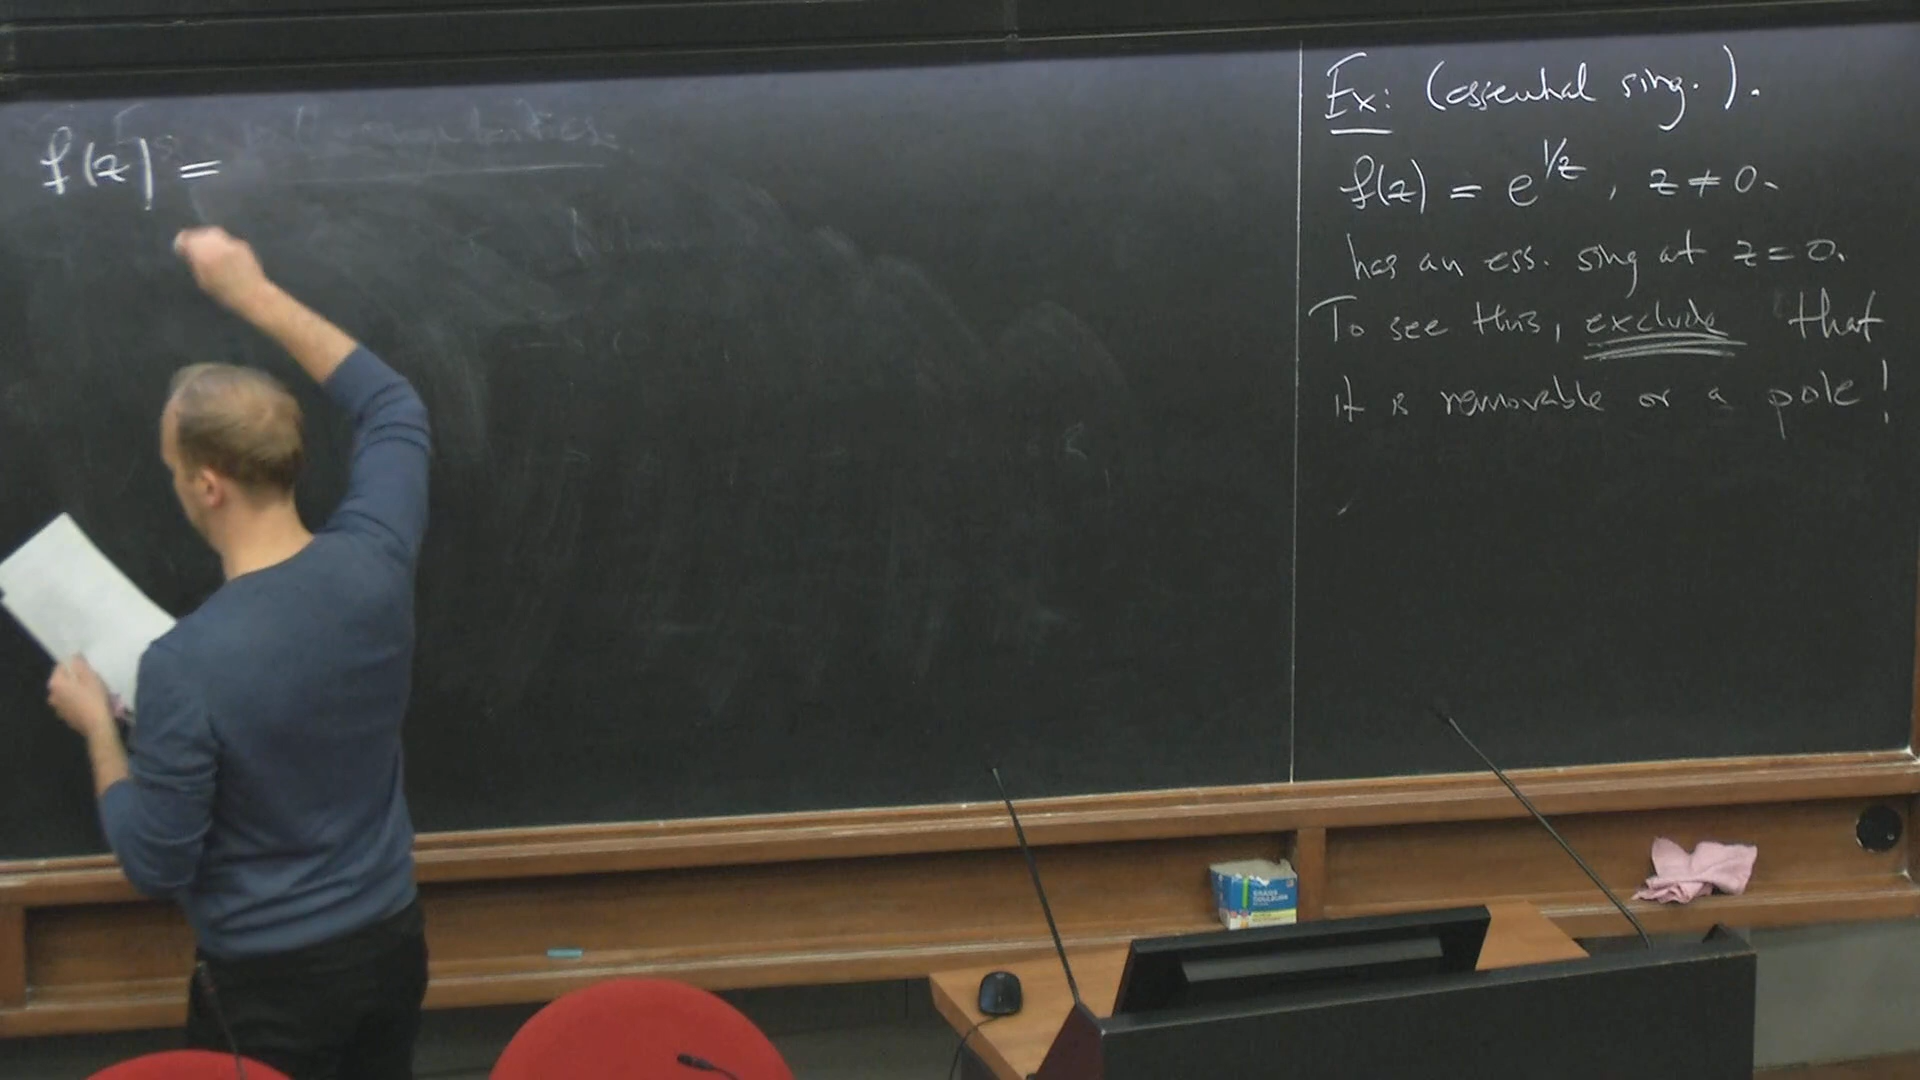 f(z) =
Ex: (essential sing.).
f(z) = e^{1/z}, z ≠ 0.
has an ess. sing at z = 0.
To see this, exclude that
it is removable or a pole!